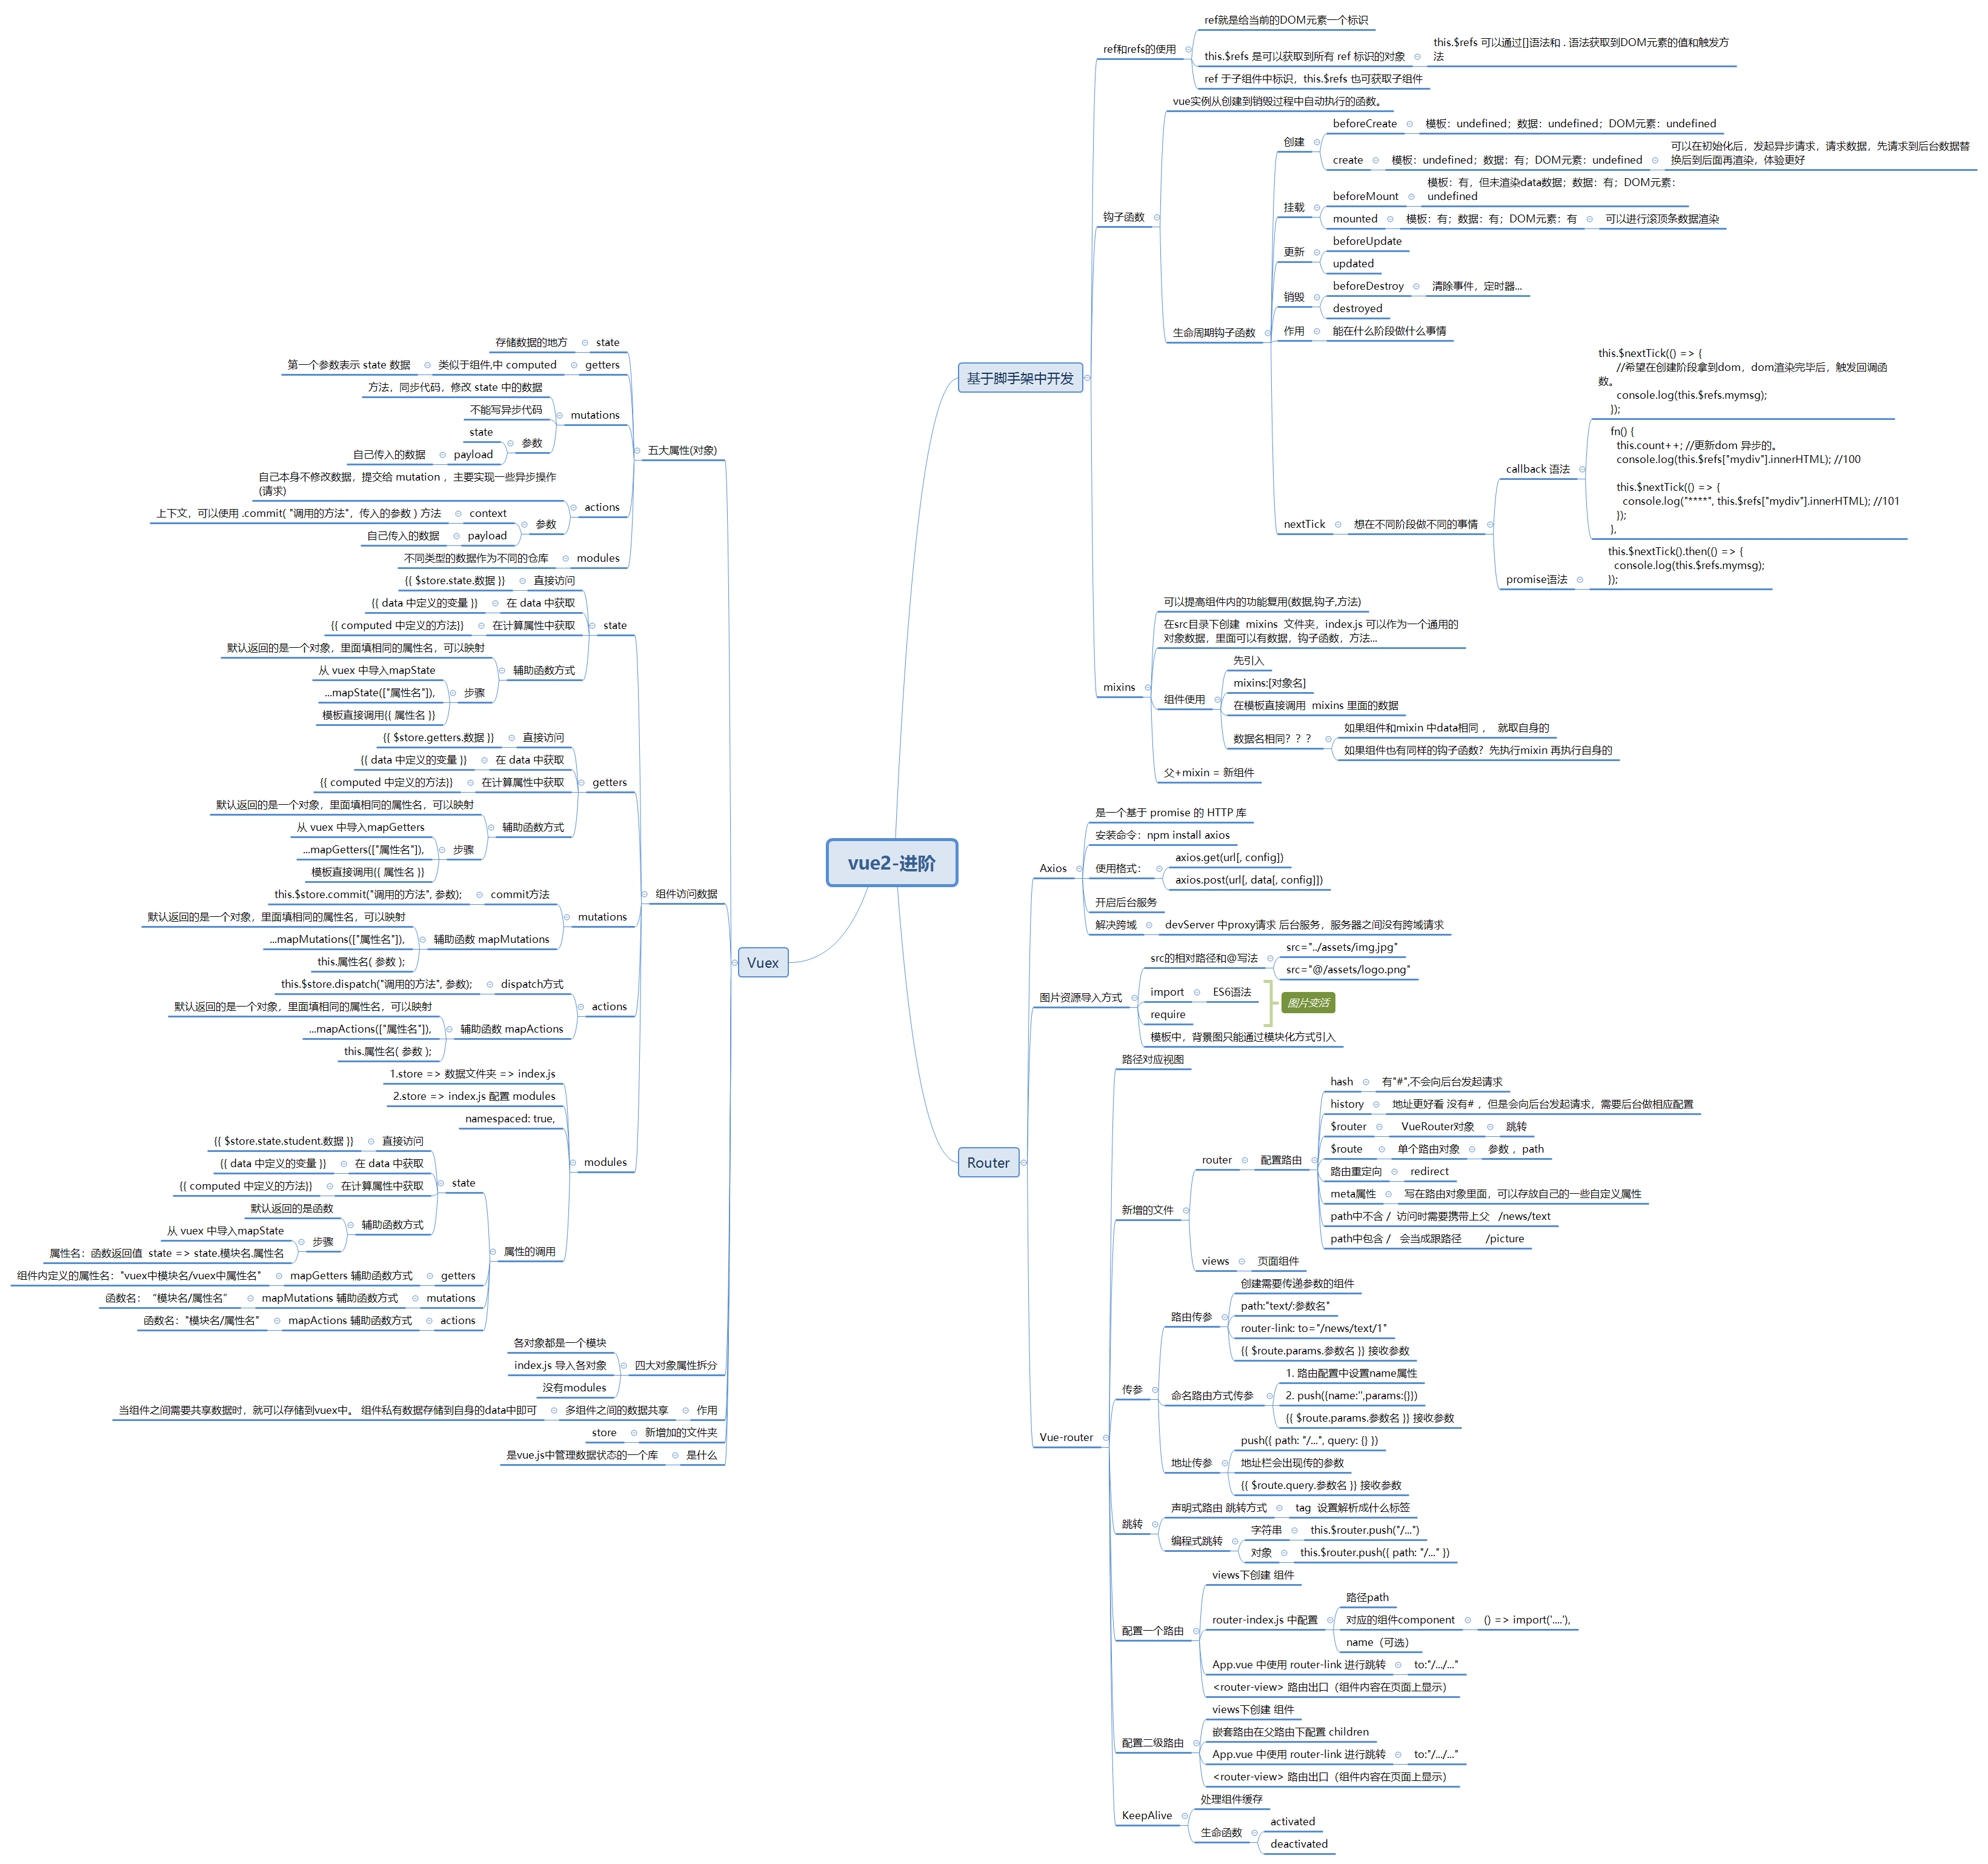 vue2-进阶
基于脚手架中开发
ref和refs的使用
ref就是给当前的DOM元素一个标识
this.$refs 是可以获取到所有 ref 标识的对象
this.$refs 可以通过[]语法和 . 语法获取到DOM元素的值和触发方
法
ref 于子组件中标识，this.$refs 也可获取子组件
钩子函数
vue实例从创建到销毁过程中自动执行的函数。
生命周期钩子函数
创建
beforeCreate
模板：undefined；数据：undefined；DOM元素：undefined
create
模板：undefined；数据：有；DOM元素：undefined
可以在初始化后，发起异步请求，请求数据，先请求到后台数据替
换后到后面再渲染，体验更好
挂载
beforeMount
模板：有，但未渲染data数据；数据：有；DOM元素：
undefined
mounted
模板：有；数据：有；DOM元素：有
可以进行滚顶条数据渲染
更新
beforeUpdate
updated
销毁
beforeDestroy
清除事件，定时器...
destroyed
作用
能在什么阶段做什么事情
nextTick
想在不同阶段做不同的事情
callback 语法
this.$nextTick(() => {
//希望在创建阶段拿到dom，dom渲染完毕后，触发回调函
数。
console.log(this.$refs.mymsg);
});
fn() {
this.count++; //更新dom 异步的。
console.log(this.$refs["mydiv"].innerHTML); //100
this.$nextTick(() => {
console.log("****", this.$refs["mydiv"].innerHTML); //101
});
},
promise语法
this.$nextTick().then(() => {
console.log(this.$refs.mymsg);
});
mixins
可以提高组件内的功能复用(数据,钩子,方法)
在src目录下创建 mixins 文件夹，index.js 可以作为一个通用的
对象数据，里面可以有数据，钩子函数，方法...
组件使用
先引入
mixins:[对象名]
在模板直接调用 mixins 里面的数据
数据名相同？？？
如果组件和mixin 中data相同， 就取自身的
如果组件也有同样的钩子函数？先执行mixin 再执行自身的
父+mixin = 新组件
Router
Axios
是一个基于 promise 的 HTTP 库
安装命令：npm install axios
使用格式：
axios.get(url[, config])
axios.post(url[, data[, config]])
开启后台服务
解决跨域
devServer 中proxy请求 后台服务，服务器之间没有跨域请求
图片资源导入方式
src的相对路径和@写法
src="../assets/img.jpg"
src="@/assets/logo.png"
import
ES6语法
require
图片变活
模板中，背景图只能通过模块化方式引入
Vue-router
路径对应视图
新增的文件
router
配置路由
hash
有"#",不会向后台发起请求
history
地址更好看 没有# ，但是会向后台发起请求，需要后台做相应配置
$router
VueRouter对象
跳转
$route
单个路由对象
参数 ，path
路由重定向
redirect
meta属性
写在路由对象里面，可以存放自己的一些自定义属性
path中不含 / 访问时需要携带上父 /news/text
path中包含 / 会当成跟路径 /picture
views
页面组件
传参
路由传参
创建需要传递参数的组件
path:"text/:参数名"
router-link: to="/news/text/1"
{{ $route.params.参数名 }} 接收参数
命名路由方式传参
1. 路由配置中设置name属性
2. push({name:'',params:{}})
{{ $route.params.参数名 }} 接收参数
地址传参
push({ path: "/...", query: {} })
地址栏会出现传的参数
{{ $route.query.参数名 }} 接收参数
跳转
声明式路由 跳转方式
tag 设置解析成什么标签
编程式跳转
字符串
this.$router.push("/...")
对象
this.$router.push({ path: "/..." })
配置一个路由
views下创建 组件
router-index.js 中配置
路径path
对应的组件component
() => import('....'),
name（可选）
App.vue 中使用 router-link 进行跳转
to:"/.../..."
<router-view> 路由出口（组件内容在页面上显示）
配置二级路由
views下创建 组件
嵌套路由在父路由下配置 children
App.vue 中使用 router-link 进行跳转
to:"/.../..."
<router-view> 路由出口（组件内容在页面上显示）
KeepAlive
处理组件缓存
生命函数
activated
deactivated
Vuex
五大属性(对象)
state
存储数据的地方
getters
类似于组件,中 computed
第一个参数表示 state 数据
mutations
方法，同步代码，修改 state 中的数据
不能写异步代码
参数
state
payload
自己传入的数据
actions
自己本身不修改数据，提交给 mutation ，主要实现一些异步操作
(请求)
参数
context
上下文，可以使用 .commit( "调用的方法"，传入的参数 ) 方法
payload
自己传入的数据
modules
不同类型的数据作为不同的仓库
组件访问数据
state
直接访问
{{ $store.state.数据 }}
在 data 中获取
{{ data 中定义的变量 }}
在计算属性中获取
{{ computed 中定义的方法}}
辅助函数方式
默认返回的是一个对象，里面填相同的属性名，可以映射
步骤
从 vuex 中导入mapState
...mapState(["属性名"]),
模板直接调用{{ 属性名 }}
getters
直接访问
{{ $store.getters.数据 }}
在 data 中获取
{{ data 中定义的变量 }}
在计算属性中获取
{{ computed 中定义的方法}}
辅助函数方式
默认返回的是一个对象，里面填相同的属性名，可以映射
步骤
从 vuex 中导入mapGetters
...mapGetters(["属性名"]),
模板直接调用{{ 属性名 }}
mutations
commit方法
this.$store.commit("调用的方法", 参数);
辅助函数 mapMutations
默认返回的是一个对象，里面填相同的属性名，可以映射
...mapMutations(["属性名"]),
this.属性名( 参数 );
actions
dispatch方式
this.$store.dispatch("调用的方法", 参数);
辅助函数 mapActions
默认返回的是一个对象，里面填相同的属性名，可以映射
...mapActions(["属性名"]),
this.属性名( 参数 );
modules
1.store => 数据文件夹 => index.js
2.store => index.js 配置 modules
namespaced: true,
属性的调用
state
直接访问
{{ $store.state.student.数据 }}
在 data 中获取
{{ data 中定义的变量 }}
在计算属性中获取
{{ computed 中定义的方法}}
辅助函数方式
默认返回的是函数
步骤
从 vuex 中导入mapState
属性名：函数返回值 state => state.模块名.属性名
getters
mapGetters 辅助函数方式
组件内定义的属性名："vuex中模块名/vuex中属性名"
mutations
mapMutations 辅助函数方式
函数名： “模块名/属性名”
actions
mapActions 辅助函数方式
函数名："模块名/属性名"
四大对象属性拆分
各对象都是一个模块
index.js 导入各对象
没有modules
作用
多组件之间的数据共享
当组件之间需要共享数据时，就可以存储到vuex中。 组件私有数据存储到自身的data中即可
新增加的文件夹
store
是什么
是vue.js中管理数据状态的一个库